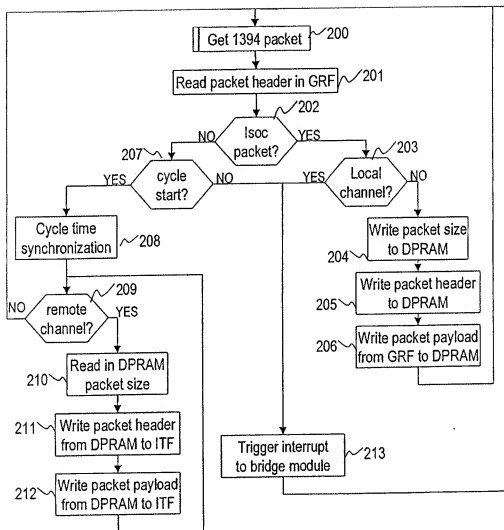 Get 1394 packet
200
Read packet header in GRF
201
202
Isoc
packet?
NO
YES
207
cycle
start?
YES
NO
203
Local
channel?
YES
NO
Cycle time
synchronization
208
Write packet size
to DPRAM
204
Write packet header
to DPRAM
205
Write packet payload
from GRF to DPRAM
206
209
remote
channel?
NO
YES
Read in DPRAM
packet size
210
Write packet header
from DPRAM to ITF
211
Write packet payload
from DPRAM to ITF
212
Trigger interrupt
to bridge module
213